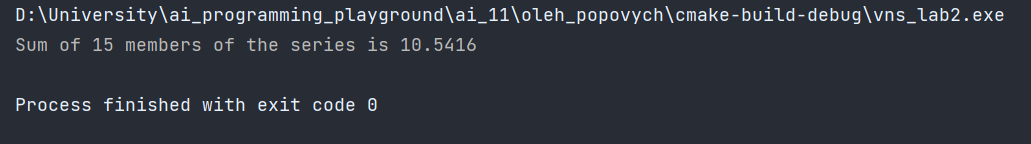 D:\University\ai_programming_playground\ai_11\oleh_popovych\cmake-build-debug\vns_lab2.exe
Sum of 15 members of the series is 10.5416
Process finished with exit code 0